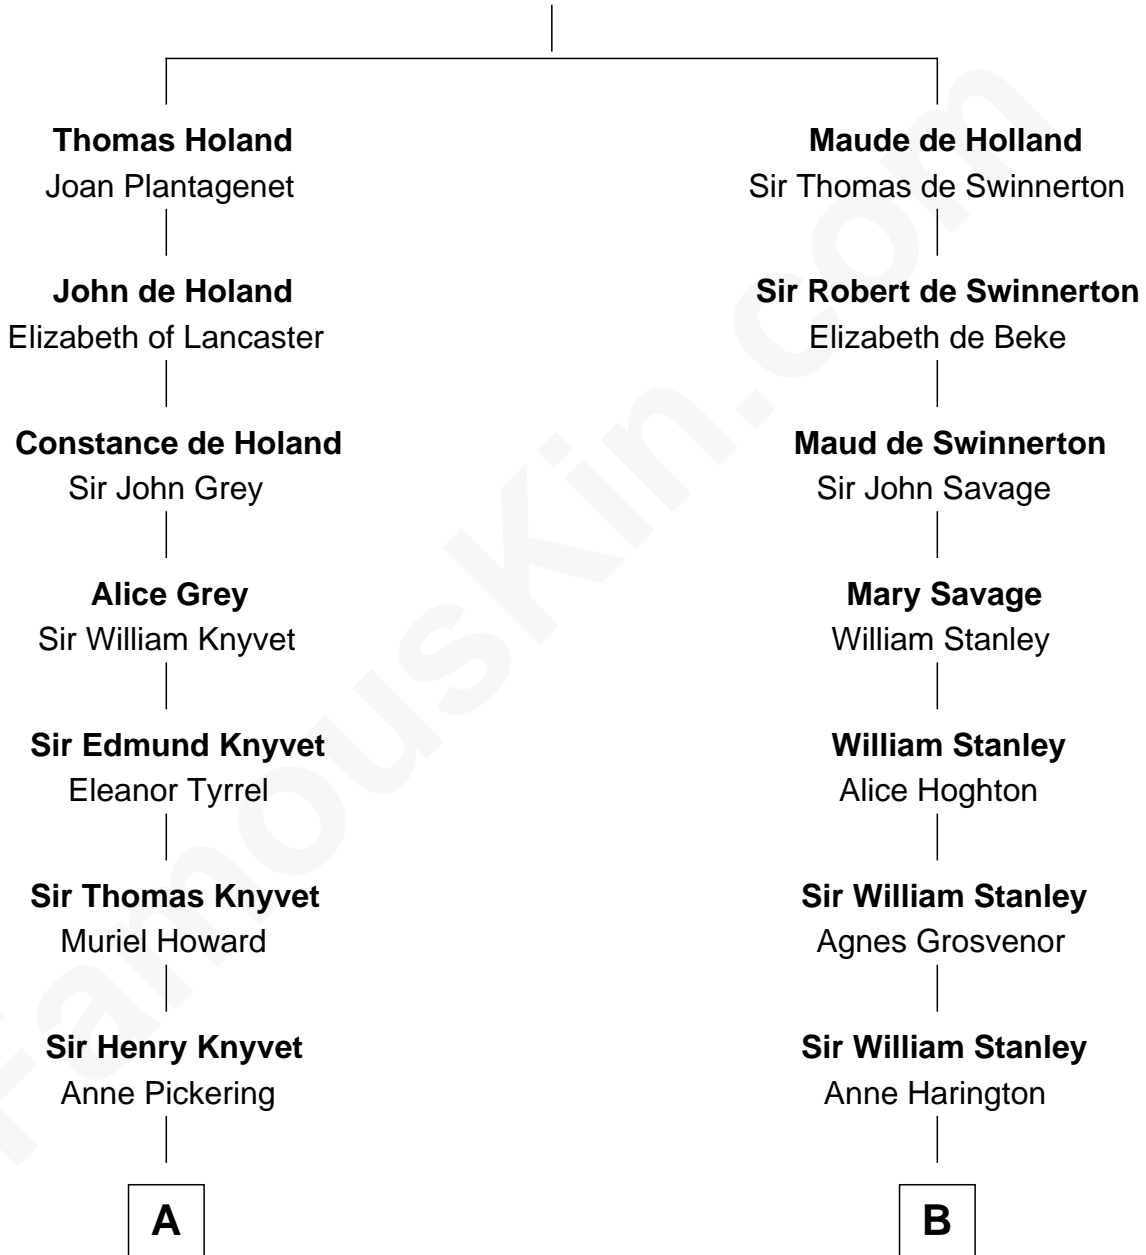 Thomas Holand
Joan Plantagenet
Maude de Holland
Sir Thomas de Swinnerton
John de Holand
Elizabeth of Lancaster
Sir Robert de Swinnerton
Elizabeth de Beke
Constance de Holand
Sir John Grey
Maud de Swinnerton
Sir John Savage
Alice Grey
Sir William Knyvet
Mary Savage
William Stanley
Sir Edmund Knyvet
Eleanor Tyrrel
William Stanley
Alice Hoghton
Sir Thomas Knyvet
Muriel Howard
Sir William Stanley
Agnes Grosvenor
Sir Henry Knyvet
Anne Pickering
Sir William Stanley
Anne Harington
A
B
FamousKin.com